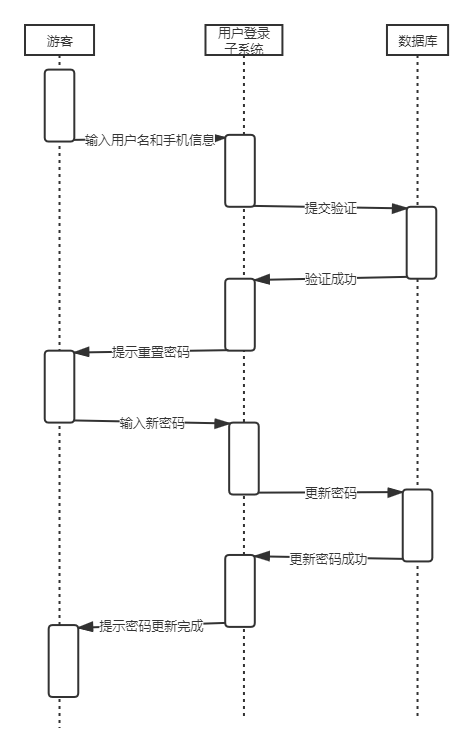 游客
用户登录
子系统
数据库
输入用户名和手机信息
提交验证
验证成功
提示重置密码
输入新密码
更新密码
更新密码成功
提示密码更新完成